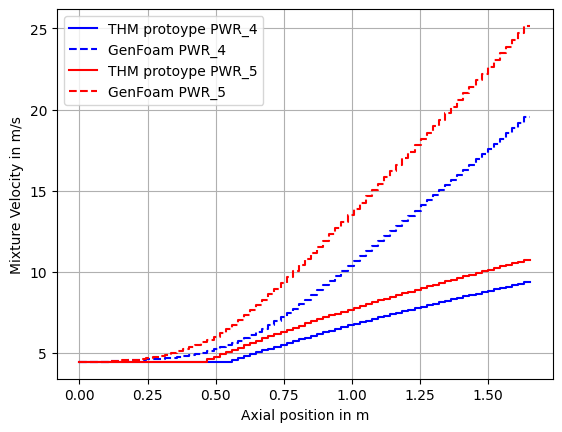 THM protoype PWR_4
GenFoam PWR_4
THM protoype PWR_5
GenFoam PWR_5
25
20
15
10
5
Mixture Velocity in m/s
0.00 0.25 0.50 0.75 1.00 1.25 1.50
Axial position in m